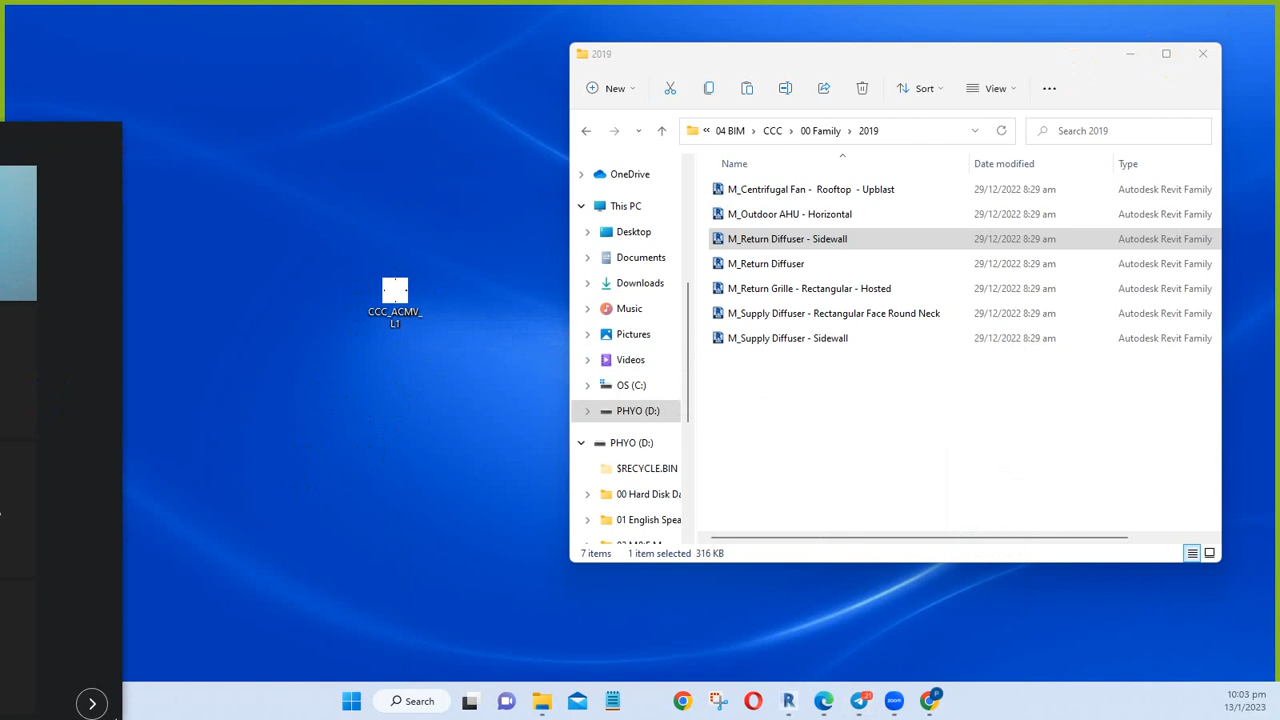 2019
New
Sort
View
04 BIM
CCC
00 Family
2019
Search 2019
Name
Date modified
Type
M_Centrifugal Fan -  Rooftop  - Upblast
29/12/2022 8:29 am
Autodesk Revit Family
M_Outdoor AHU - Horizontal
29/12/2022 8:29 am
Autodesk Revit Family
M_Return Diffuser - Sidewall
29/12/2022 8:29 am
Autodesk Revit Family
M_Return Diffuser
29/12/2022 8:29 am
Autodesk Revit Family
M_Return Grille - Rectangular - Hosted
29/12/2022 8:29 am
Autodesk Revit Family
M_Supply Diffuser - Rectangular Face Round Neck
29/12/2022 8:29 am
Autodesk Revit Family
M_Supply Diffuser - Sidewall
29/12/2022 8:29 am
Autodesk Revit Family
OneDrive
This PC
Desktop
Documents
Downloads
Music
Pictures
Videos
OS (C:)
PHYO (D:)
PHYO (D:)
$RECYCLE.BIN
00 Hard Disk Da
01 English Spea
7 items
1 item selected
316 KB
CCC_ACMV_
L1
Search
21
P
zoom
10:03 pm
13/1/2023